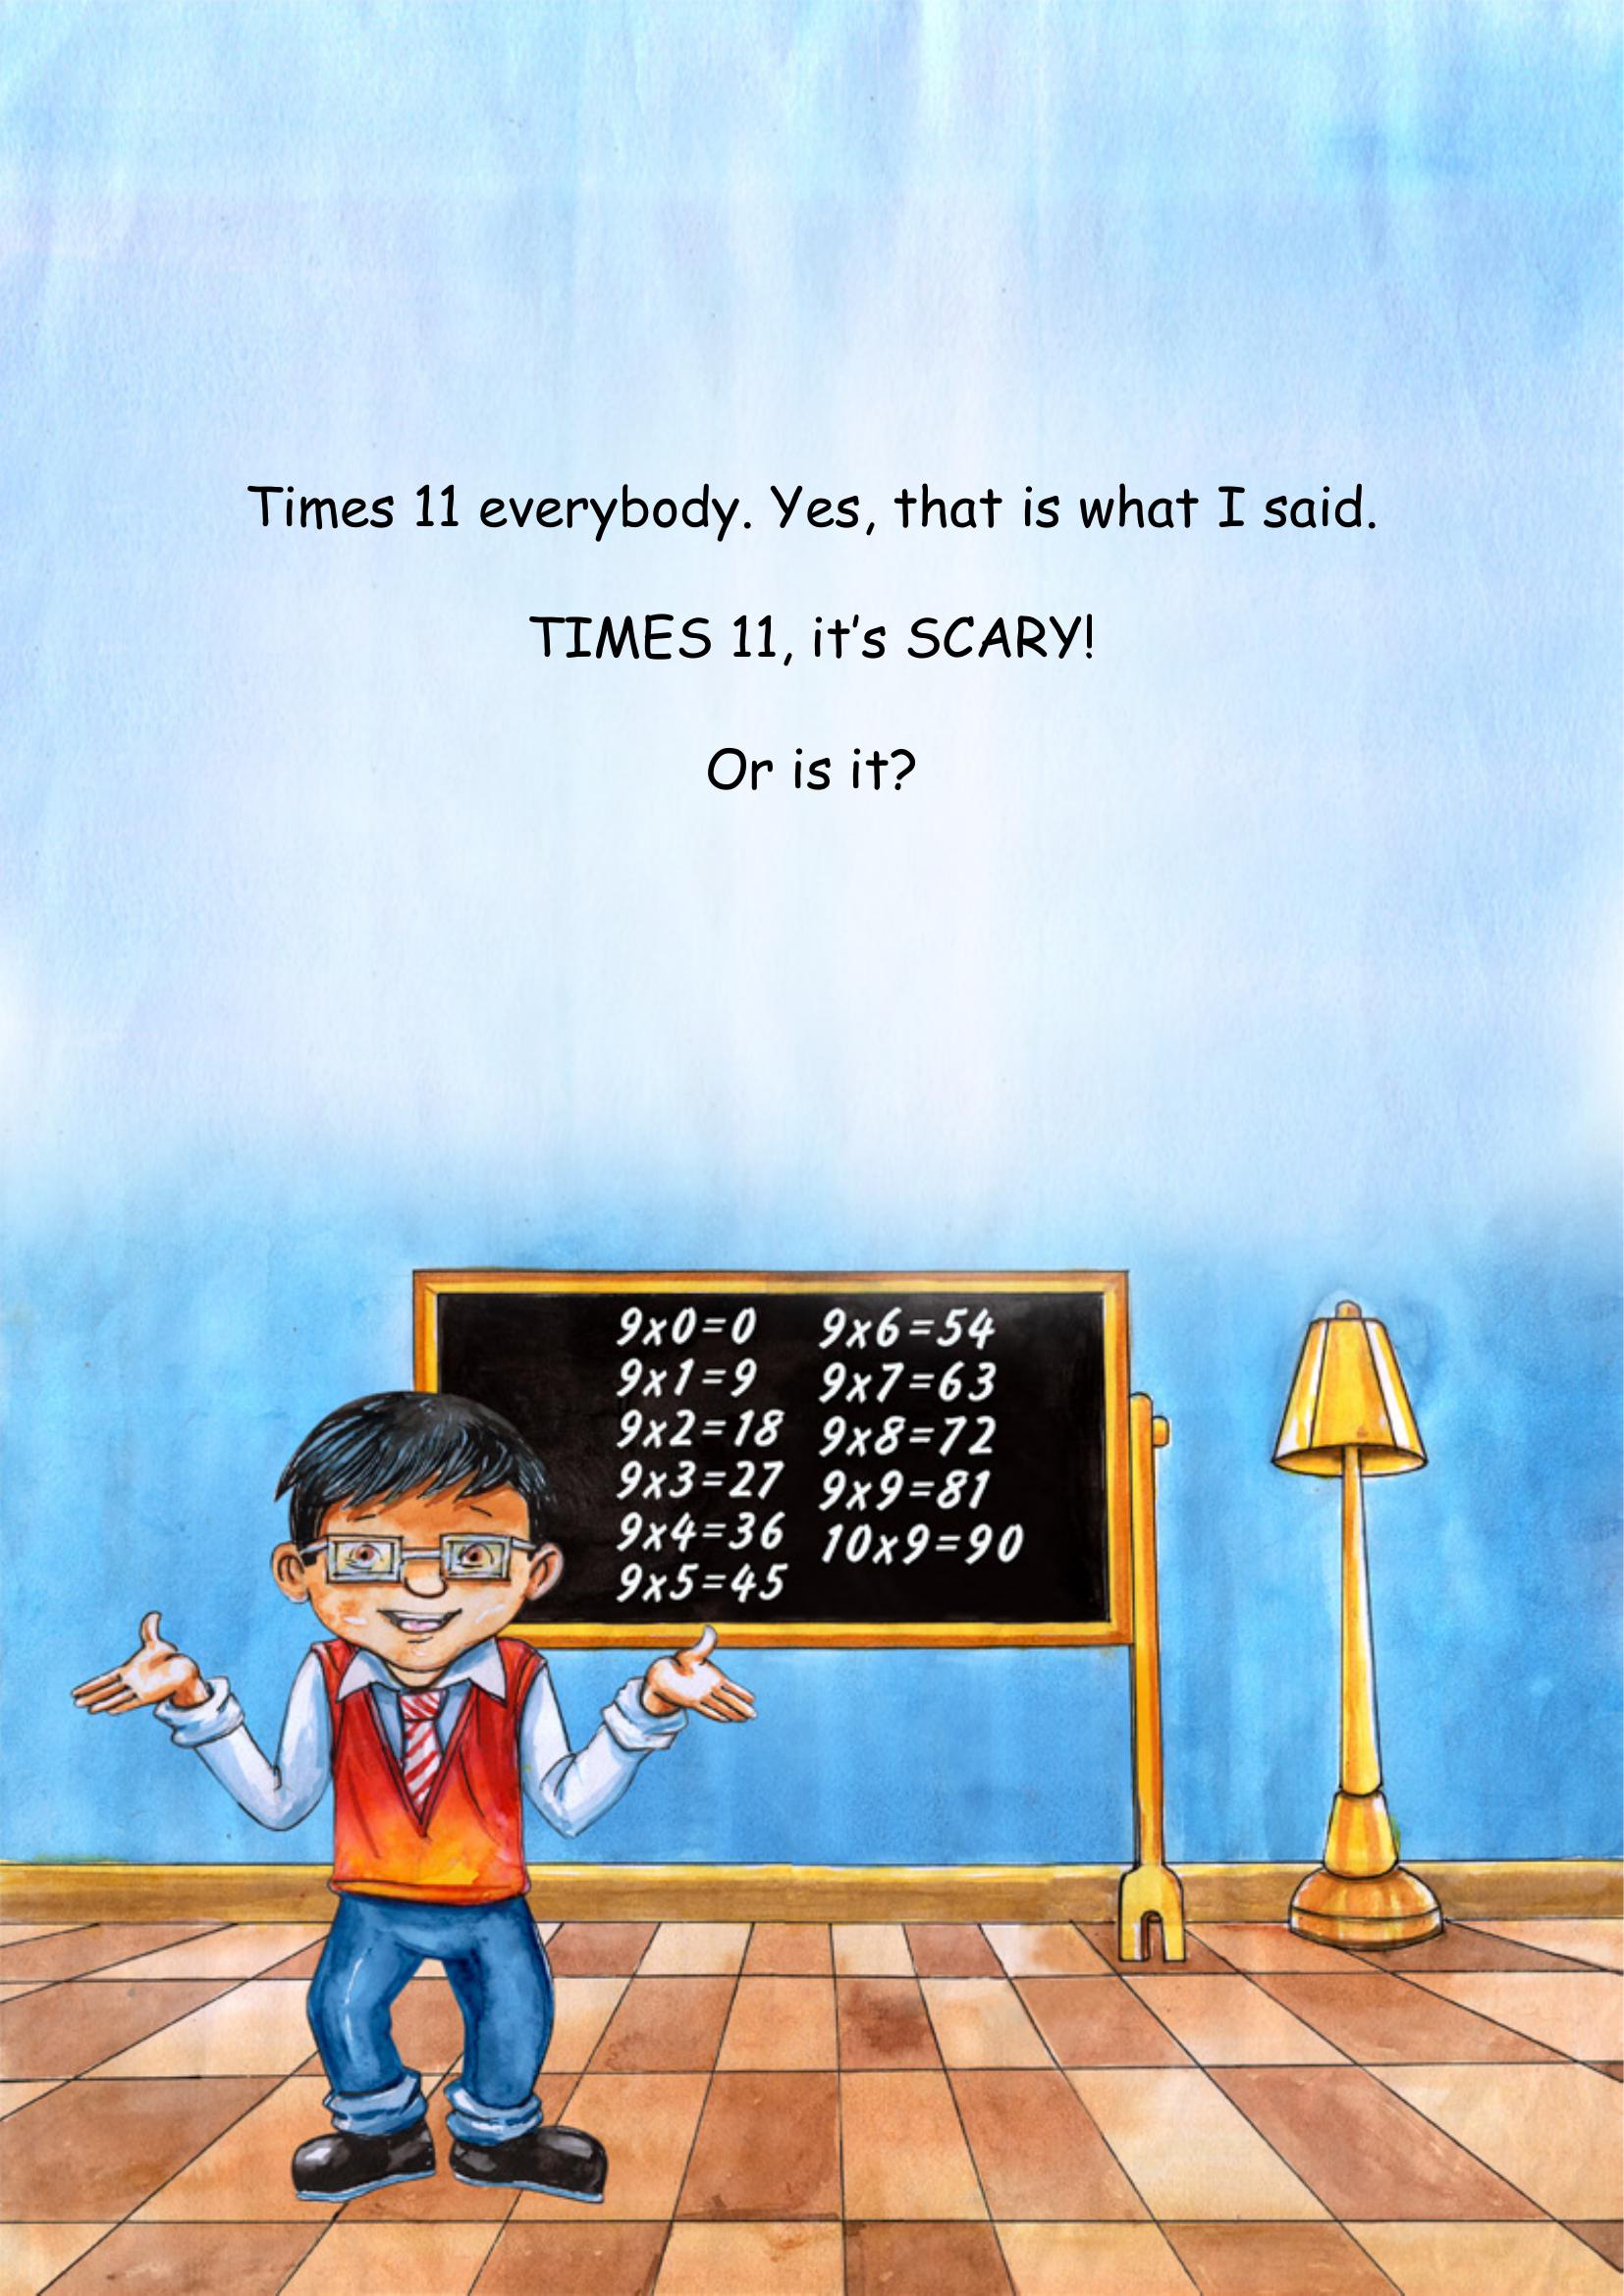 Times 11 everybody. Yes, that is what I said.
TIMES 11, it's SCARY!
Or is it?
9x0=0
9x1=9
9x2=18
9x3=27
9x4=36
9x5=45
9x6=54
9x7=63
9x8=72
9x9=81
10x9=90